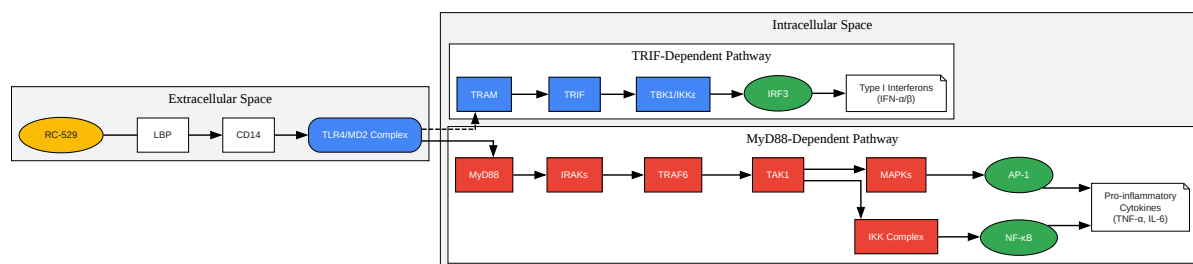 Intracellular Space
TRIF-Dependent Pathway
TRAM
TRIF
TBK1/IKKε
IRF3
Type I Interferons
(IFN-α/β)
Extracellular Space
RC-529
LBP
CD14
TLR4/MD2 Complex
MyD88-Dependent Pathway
MyD88
IRAKs
TRAF6
TAK1
MAPKs
AP-1
IKK Complex
NF-κB
Pro-inflammatory
Cytokines
(TNF-α, IL-6)